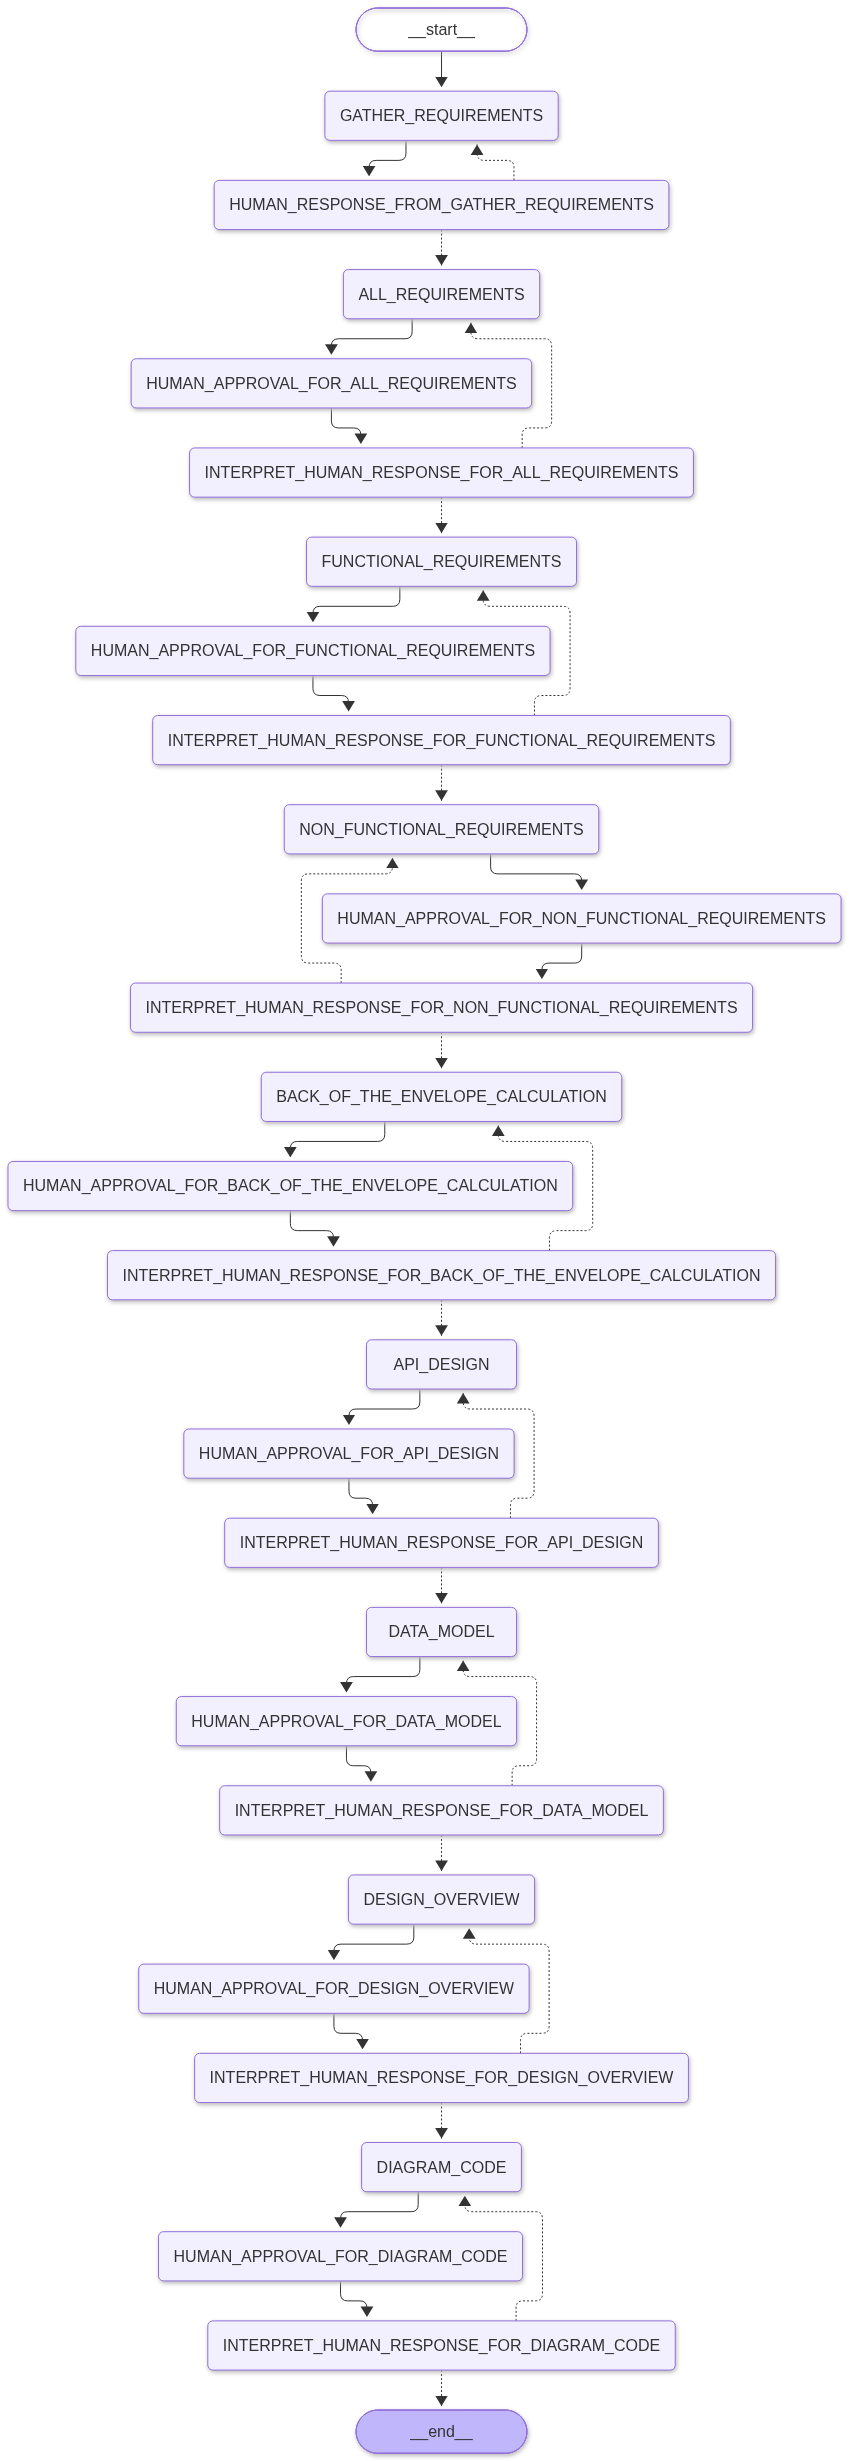 __start__
GATHER_REQUIREMENTS
HUMAN_RESPONSE_FROM_GATHER_REQUIREMENTS
ALL_REQUIREMENTS
HUMAN_APPROVAL_FOR_ALL_REQUIREMENTS
INTERPRET_HUMAN_RESPONSE_FOR_ALL_REQUIREMENTS
FUNCTIONAL_REQUIREMENTS
HUMAN_APPROVAL_FOR_FUNCTIONAL_REQUIREMENTS
INTERPRET_HUMAN_RESPONSE_FOR_FUNCTIONAL_REQUIREMENTS
NON_FUNCTIONAL_REQUIREMENTS
HUMAN_APPROVAL_FOR_NON_FUNCTIONAL_REQUIREMENTS
INTERPRET_HUMAN_RESPONSE_FOR_NON_FUNCTIONAL_REQUIREMENTS
BACK_OF_THE_ENVELOPE_CALCULATION
HUMAN_APPROVAL_FOR_BACK_OF_THE_ENVELOPE_CALCULATION
INTERPRET_HUMAN_RESPONSE_FOR_BACK_OF_THE_ENVELOPE_CALCULATION
API_DESIGN
HUMAN_APPROVAL_FOR_API_DESIGN
INTERPRET_HUMAN_RESPONSE_FOR_API_DESIGN
DATA_MODEL
HUMAN_APPROVAL_FOR_DATA_MODEL
INTERPRET_HUMAN_RESPONSE_FOR_DATA_MODEL
DESIGN_OVERVIEW
HUMAN_APPROVAL_FOR_DESIGN_OVERVIEW
INTERPRET_HUMAN_RESPONSE_FOR_DESIGN_OVERVIEW
DIAGRAM_CODE
HUMAN_APPROVAL_FOR_DIAGRAM_CODE
INTERPRET_HUMAN_RESPONSE_FOR_DIAGRAM_CODE
__end__